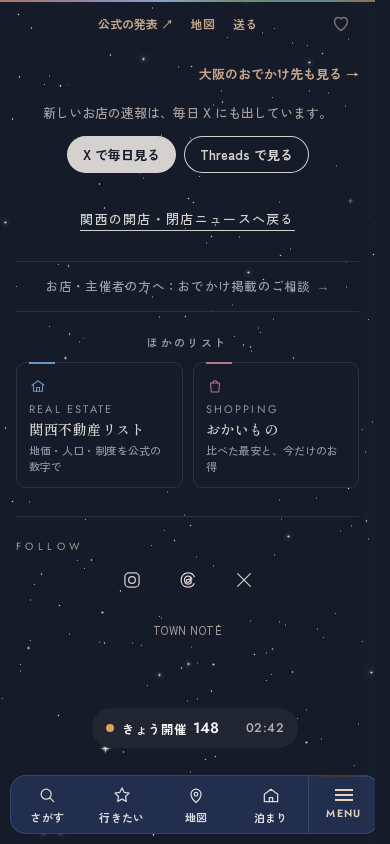 公式の発表 ↗ 地図 送る
大阪のおでかけ先も見る →
新しいお店の速報は、毎日 X にも出しています。
X で毎日見る Threads で見る
関西の開店・閉店ニュースへ戻る
お店・主催者の方へ：おでかけ掲載のご相談 →
ほかのリスト
REAL ESTATE
関西不動産リスト
地価・人口・制度を公式の
数字で
SHOPPING
おかいもの
比べた最安と、今だけのお
得
FOLLOW
TOWN NOTE
きょう開催 148 02:42
さがす 行きたい 地図 泊まり MENU